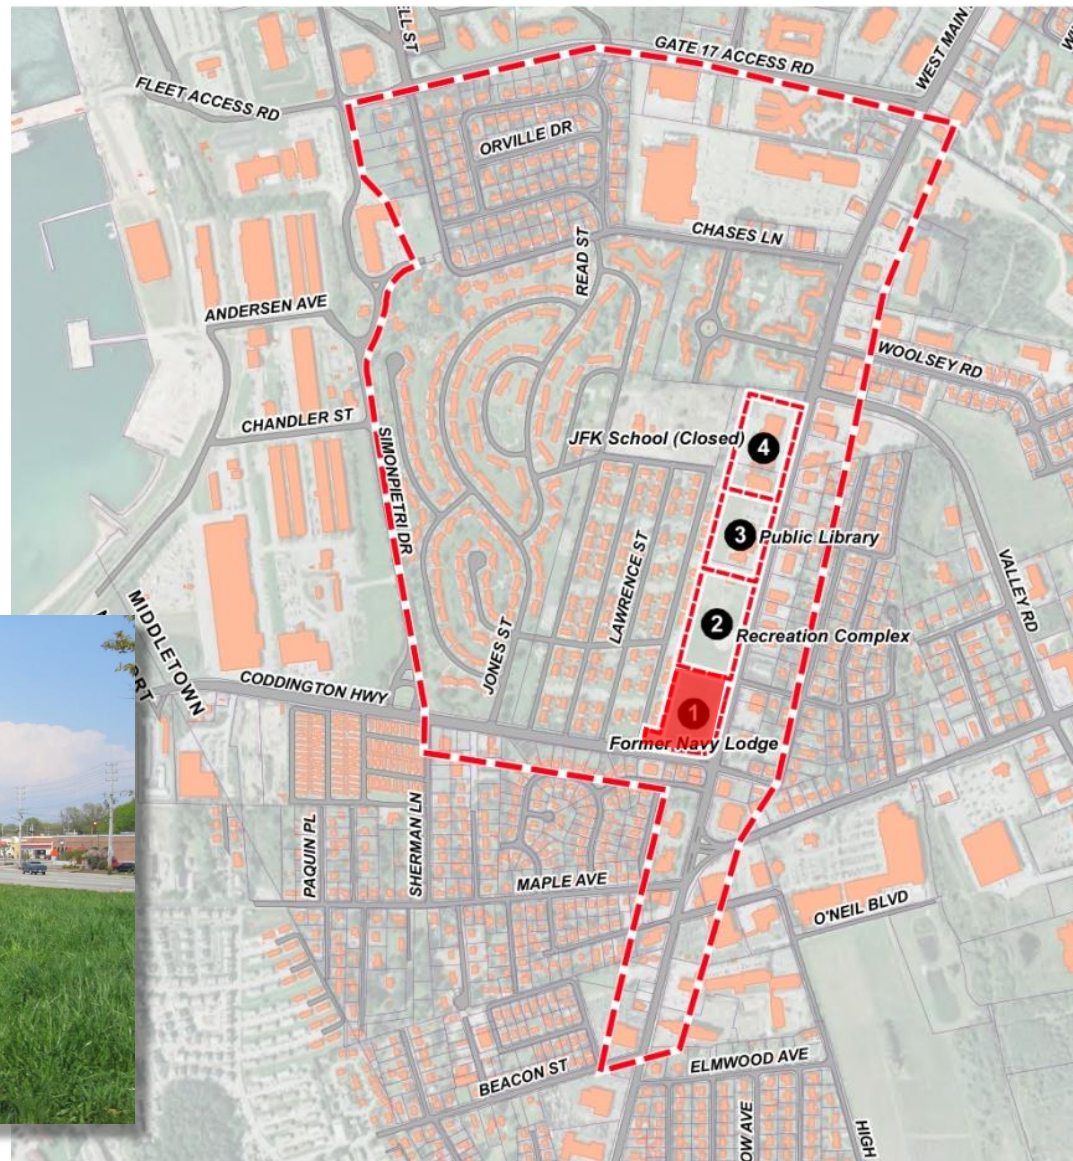 GATE 17 ACCESS RD
WEST MAIN
FLEET ACCESS RD
ORVILLE DR
CHASES LN
READ ST
ANDERSEN AVE
WOOLSEY RD
CHANDLER ST
SIMONPIETRI DR
JFK School (Closed)
4
3
Public Library
LAWRENCE ST
VALLEY RD
2
Recreation Complex
MIDDLETOWN
JONES ST
CODDINGTON HWY
1
Former Navy Lodge
PAQUIN PL
SHERMAN LN
MAPLE AVE
O'NEIL BLVD
BEACON ST
ELMWOOD AVE
HIGH